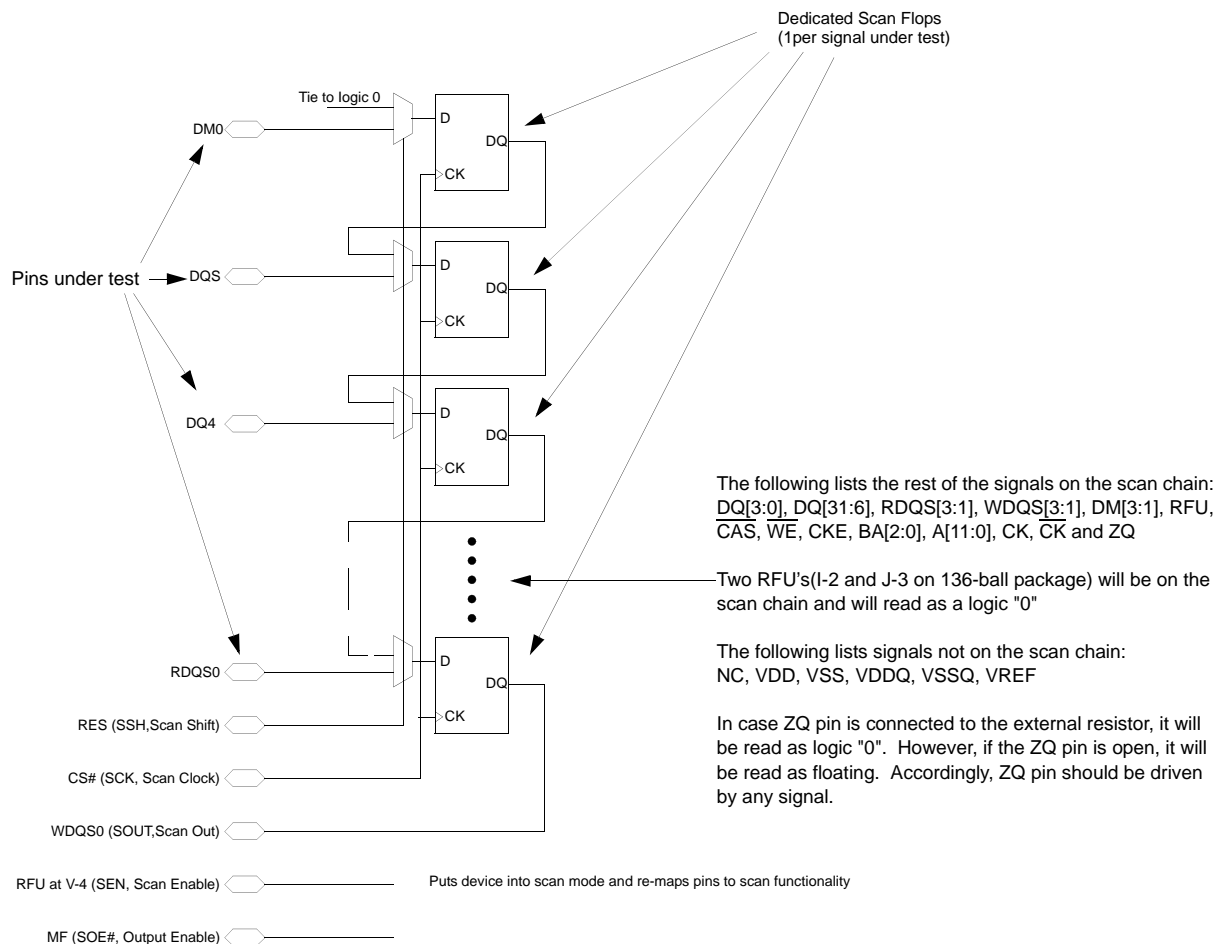 Dedicated Scan Flops
(1per signal under test)
Tie to logic 0
D
DM0
DQ
CK
Pins under test
DQS
D
DQ
CK
DQ4
D
DQ
CK
The following lists the rest of the signals on the scan chain:
DQ[3:0], DQ[31:6], RDQS[3:1], WDQS[3:1], DM[3:1], RFU,
CAS, WE, CKE, BA[2:0], A[11:0], CK, CK and ZQ
Two RFU's(I-2 and J-3 on 136-ball package) will be on the
scan chain and will read as a logic "0"
The following lists signals not on the scan chain:
NC, VDD, VSS, VDDQ, VSSQ, VREF
In case ZQ pin is connected to the external resistor, it will
be read as logic "0".  However, if the ZQ pin is open, it will
be read as floating.  Accordingly, ZQ pin should be driven
by any signal.
RDQS0
D
DQ
CK
RES (SSH,Scan Shift)
CS# (SCK, Scan Clock)
WDQS0 (SOUT,Scan Out)
RFU at V-4 (SEN, Scan Enable)
Puts device into scan mode and re-maps pins to scan functionality
MF (SOE#, Output Enable)